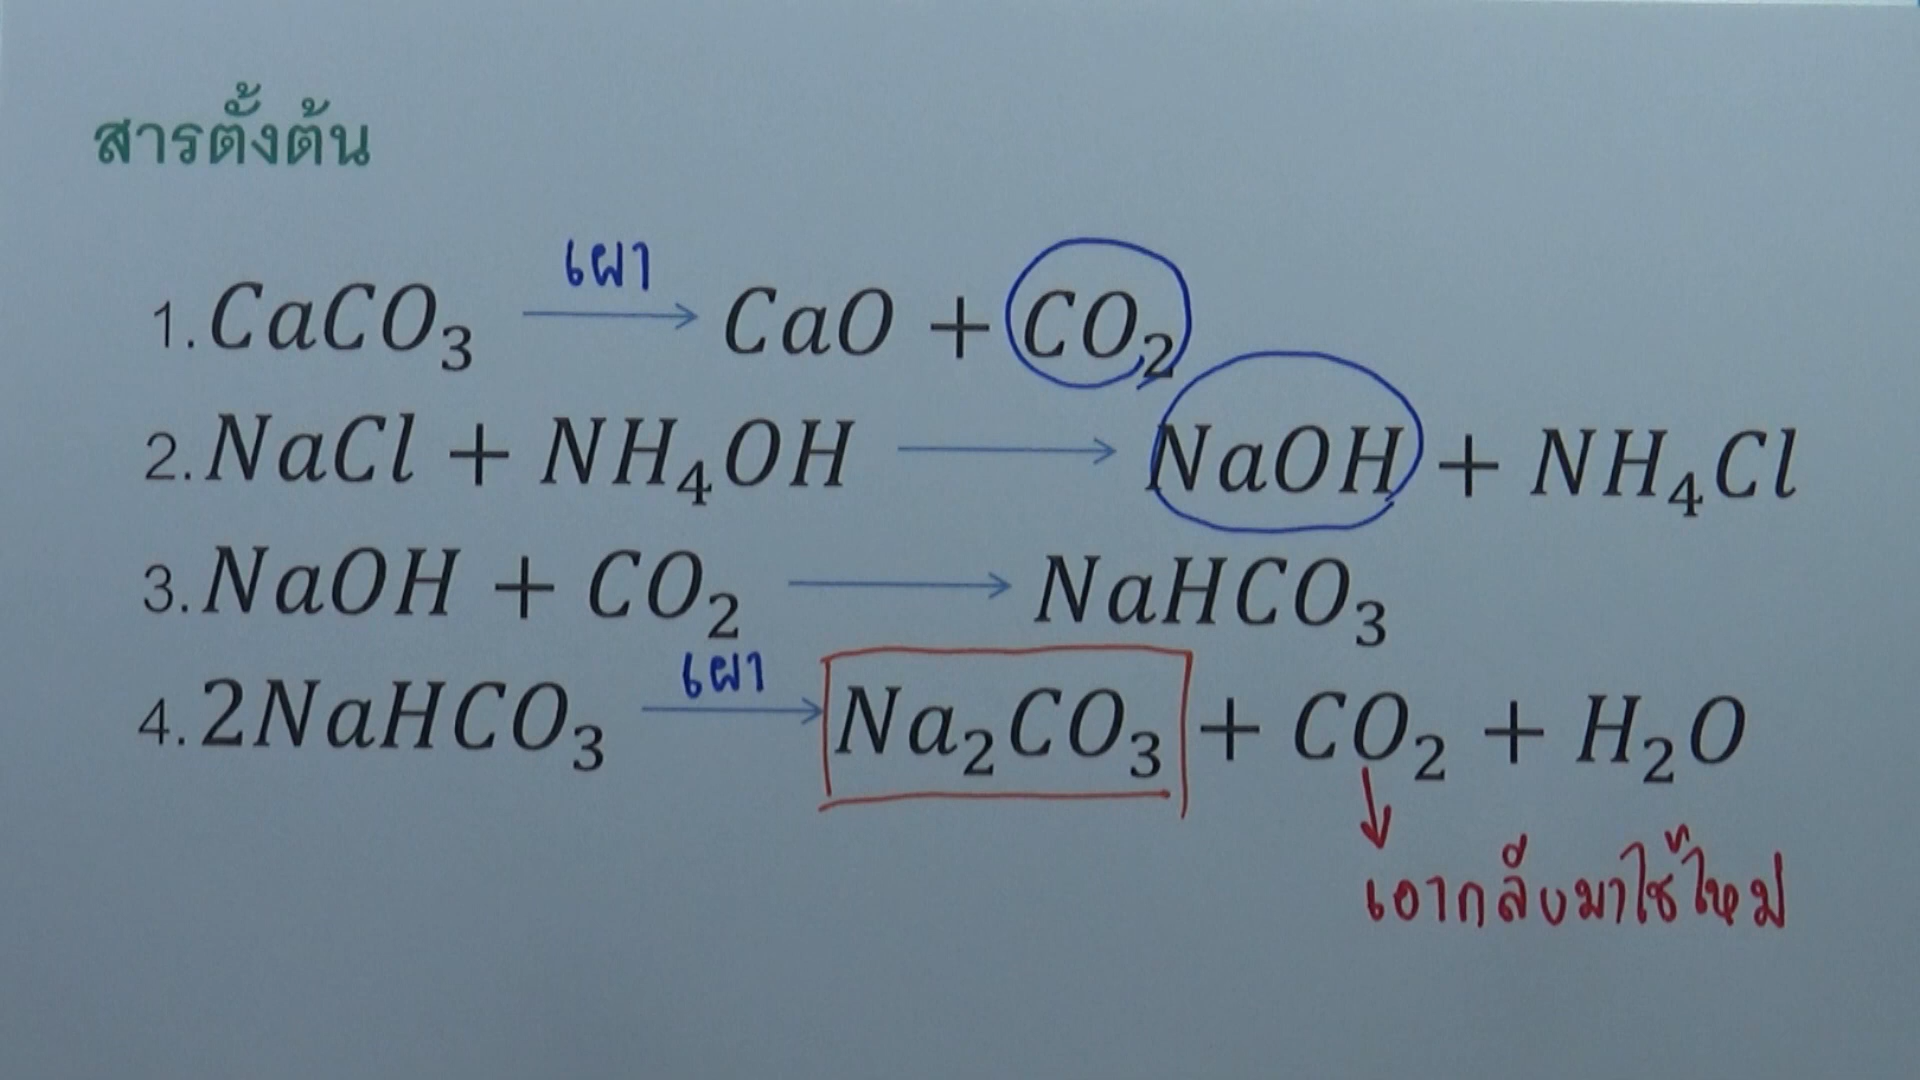 สารตั้งต้น
เผา
1. CaCO₃ → CaO + CO₂
2. NaCl + NH₄OH → NaOH + NH₄Cl
3. NaOH + CO₂ → NaHCO₃
เผา
4. 2NaHCO₃ → Na₂CO₃ + CO₂ + H₂O
↓
เอากลับมาใช้ใหม่